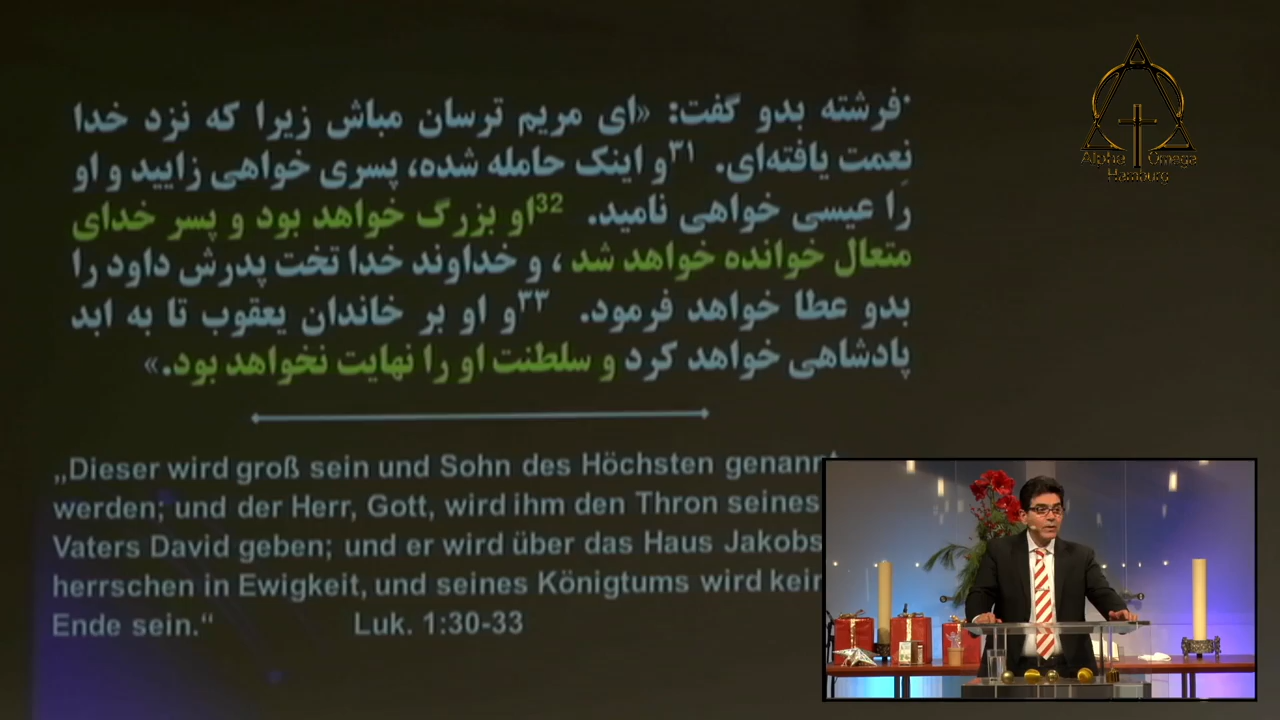 فرشته بدو گفت: «ای مریم ترسان مباش زیرا که نزد خدا
نِعمت یافته‌ای. ۳۱و اینک حامله شده، پسری خواهی زایید و او
را عیسی خواهی نامید. 32او بزرگ خواهد بود و پسر خدای
متعال خوانده خواهد شد ، و خداوند خدا تخت پدرش داود را
بدو عطا خواهد فرمود. ۳۳و او بر خاندان یعقوب تا به ابد
پادشاهی خواهد کرد و سلطنت او را نهایت نخواهد بود.»
„Dieser wird groß sein und Sohn des Höchsten genannt
werden; und der Herr, Gott, wird ihm den Thron seines
Vaters David geben; und er wird über das Haus Jakobs
herrschen in Ewigkeit, und seines Königtums wird kein
Ende sein.“ Luk. 1:30-33
Alpha Omega
Hamburg